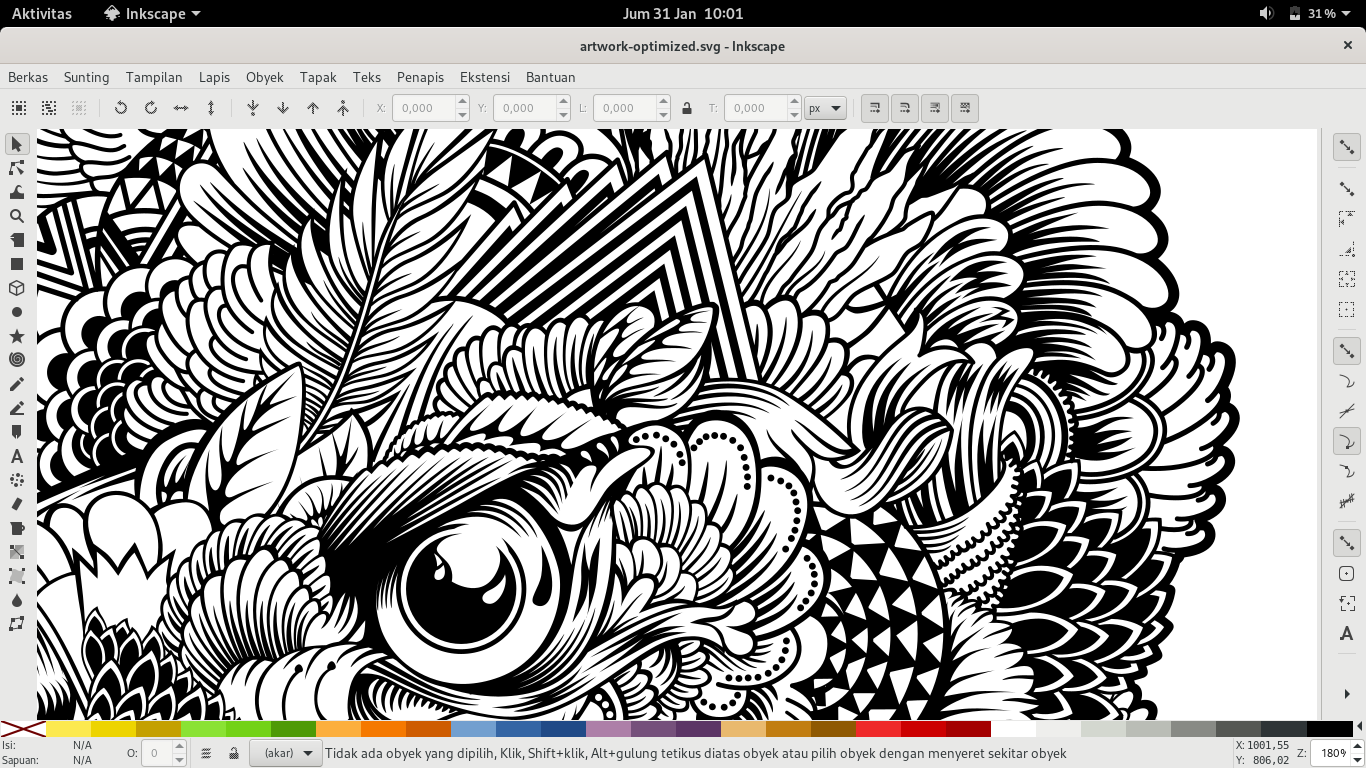 Aktivitas Inkscape Jum 31 Jan 10:01 31 %
artwork-optimized.svg - Inkscape
Berkas Sunting Tampilan Lapis Obyek Tapak Teks Penapis Ekstensi Bantuan
X: 0,000 Y: 0,000 L: 0,000 T: 0,000 px
Isi: N/A O: 0 (akar) Tidak ada obyek yang dipilih, Klik, Shift+klik, Alt+gulung tetikus diatas obyek atau pilih obyek dengan menyeret sekitar obyek X: 1001,55 Z: 180%
Sapuan: N/A Y: 806,02